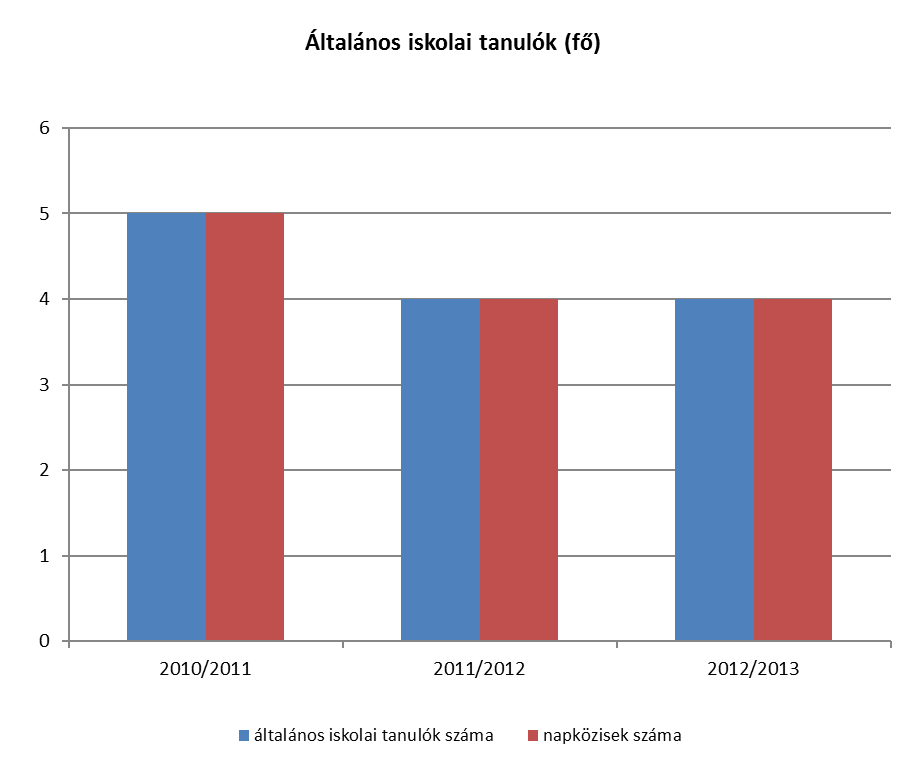 Általános iskolai tanulók (fő)
6
5
4
3
2
1
0
2010/2011 2011/2012 2012/2013
általános iskolai tanulók száma napközisek száma